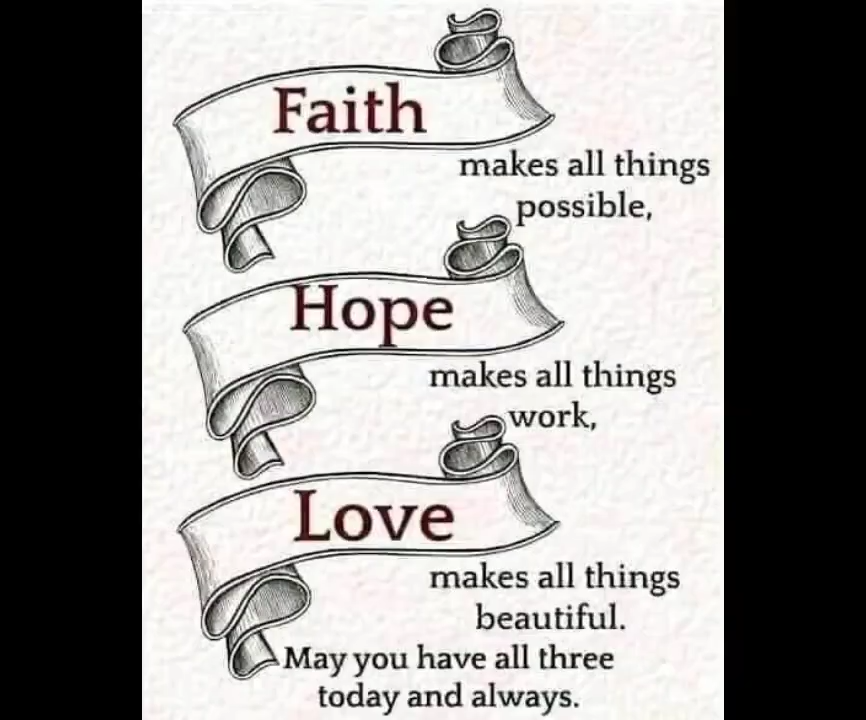 Faith
makes all things
possible,
Hope
makes all things
work,
Love
makes all things
beautiful.
May you have all three
today and always.